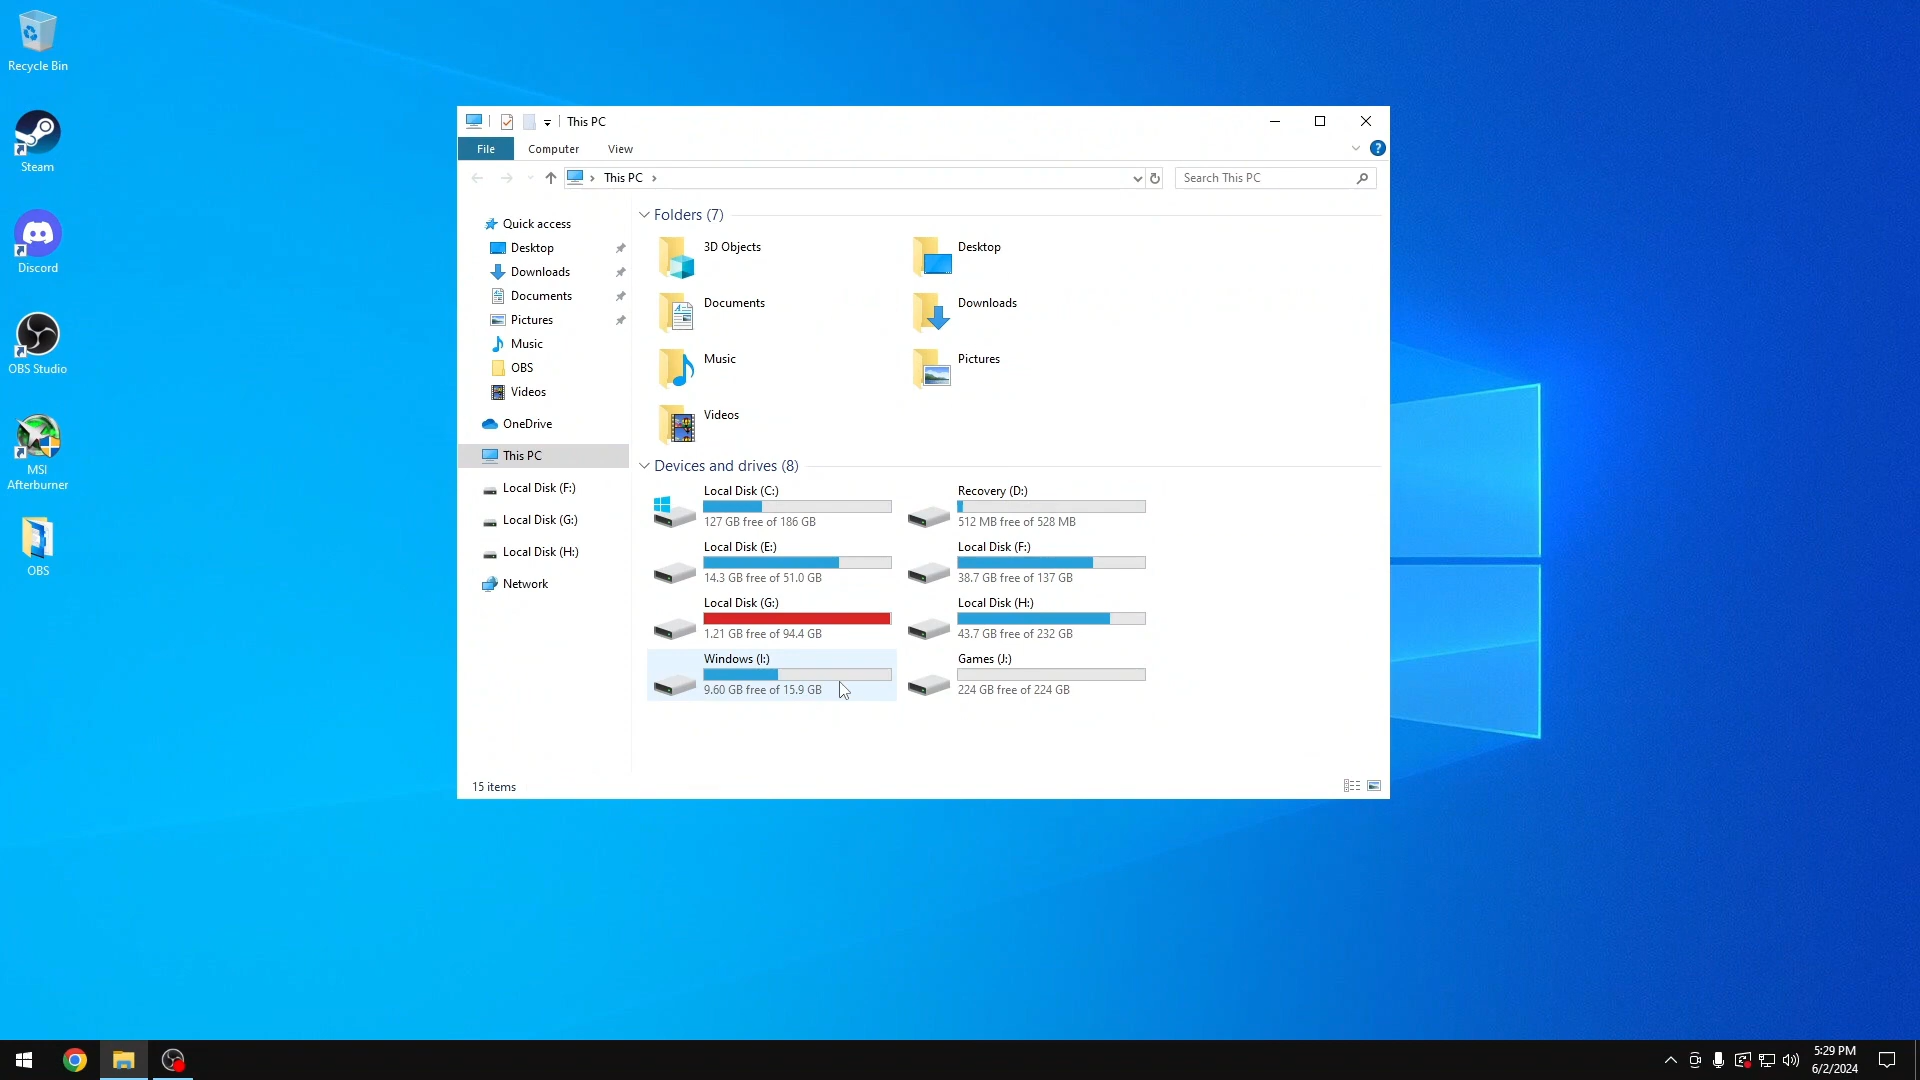 Recycle Bin
Steam
Discord
OBS Studio
MSI
Afterburner
OBS
This PC
File
Computer
View
?
This PC
Search This PC
Quick access
Desktop
Downloads
Documents
Pictures
Music
OBS
Videos
OneDrive
This PC
Local Disk (F:)
Local Disk (G:)
Local Disk (H:)
Network
Folders (7)
3D Objects
Desktop
Documents
Downloads
Music
Pictures
Videos
Devices and drives (8)
Local Disk (C:)
127 GB free of 186 GB
Recovery (D:)
512 MB free of 528 MB
Local Disk (E:)
14.3 GB free of 51.0 GB
Local Disk (F:)
38.7 GB free of 137 GB
Local Disk (G:)
1.21 GB free of 94.4 GB
Local Disk (H:)
43.7 GB free of 232 GB
Windows (I:)
9.60 GB free of 15.9 GB
Games (J:)
224 GB free of 224 GB
15 items
5:29 PM
6/2/2024